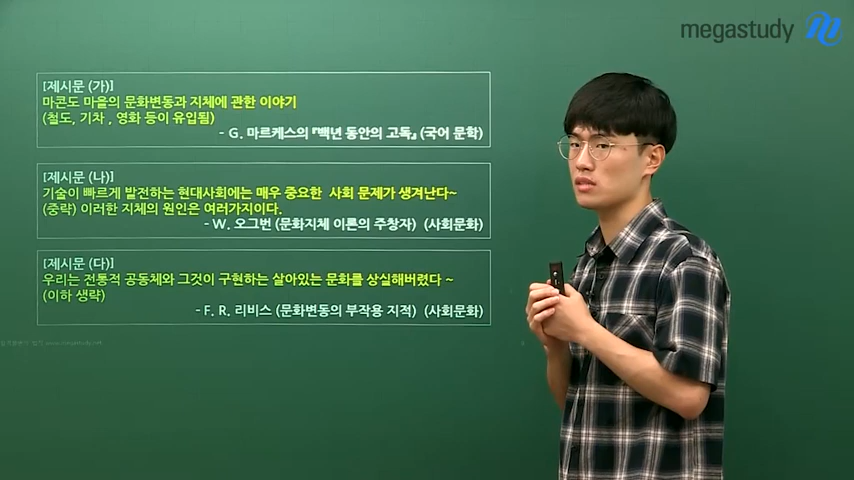 megastudy
[제시문 (가)]
마콘도 마을의 문화변동과 지체에 관한 이야기
(철도, 기차 , 영화 등이 유입됨)
- G. 마르케스의 『백년 동안의 고독』 (국어 문학)
[제시문 (나)]
기술이 빠르게 발전하는 현대사회에는 매우 중요한 사회 문제가 생겨난다~
(중략) 이러한 지체의 원인은 여러가지이다.
- W. 오그번 (문화지체 이론의 주창자) (사회문화)
[제시문 (다)]
우리는 전통적 공동체와 그것이 구현하는 살아있는 문화를 상실해버렸다 ~
(이하 생략)
- F. R. 리비스 (문화변동의 부작용 지적) (사회문화)